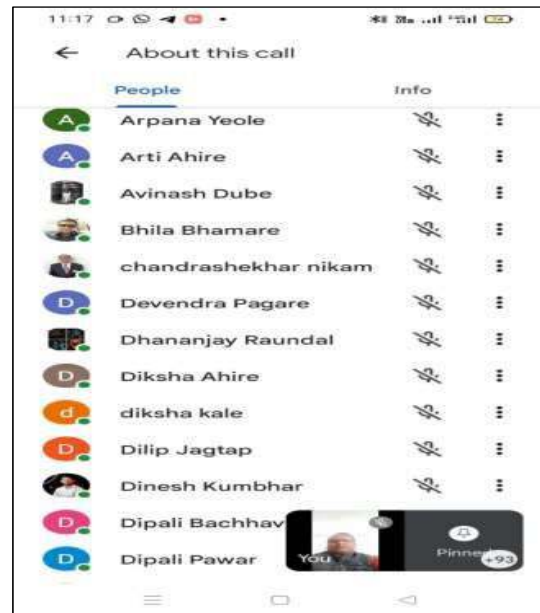 11:17
About this call
People Info
A Arpana Yeole
A Arti Ahire
Avinash Dube
Bhila Bhamare
chandrashekhar nikam
D Devendra Pagare
Dhananjay Raundal
D Diksha Ahire
d diksha kale
D Dilip Jagtap
Dinesh Kumbhar
D Dipali Bachhav
D Dipali Pawar
You
+93